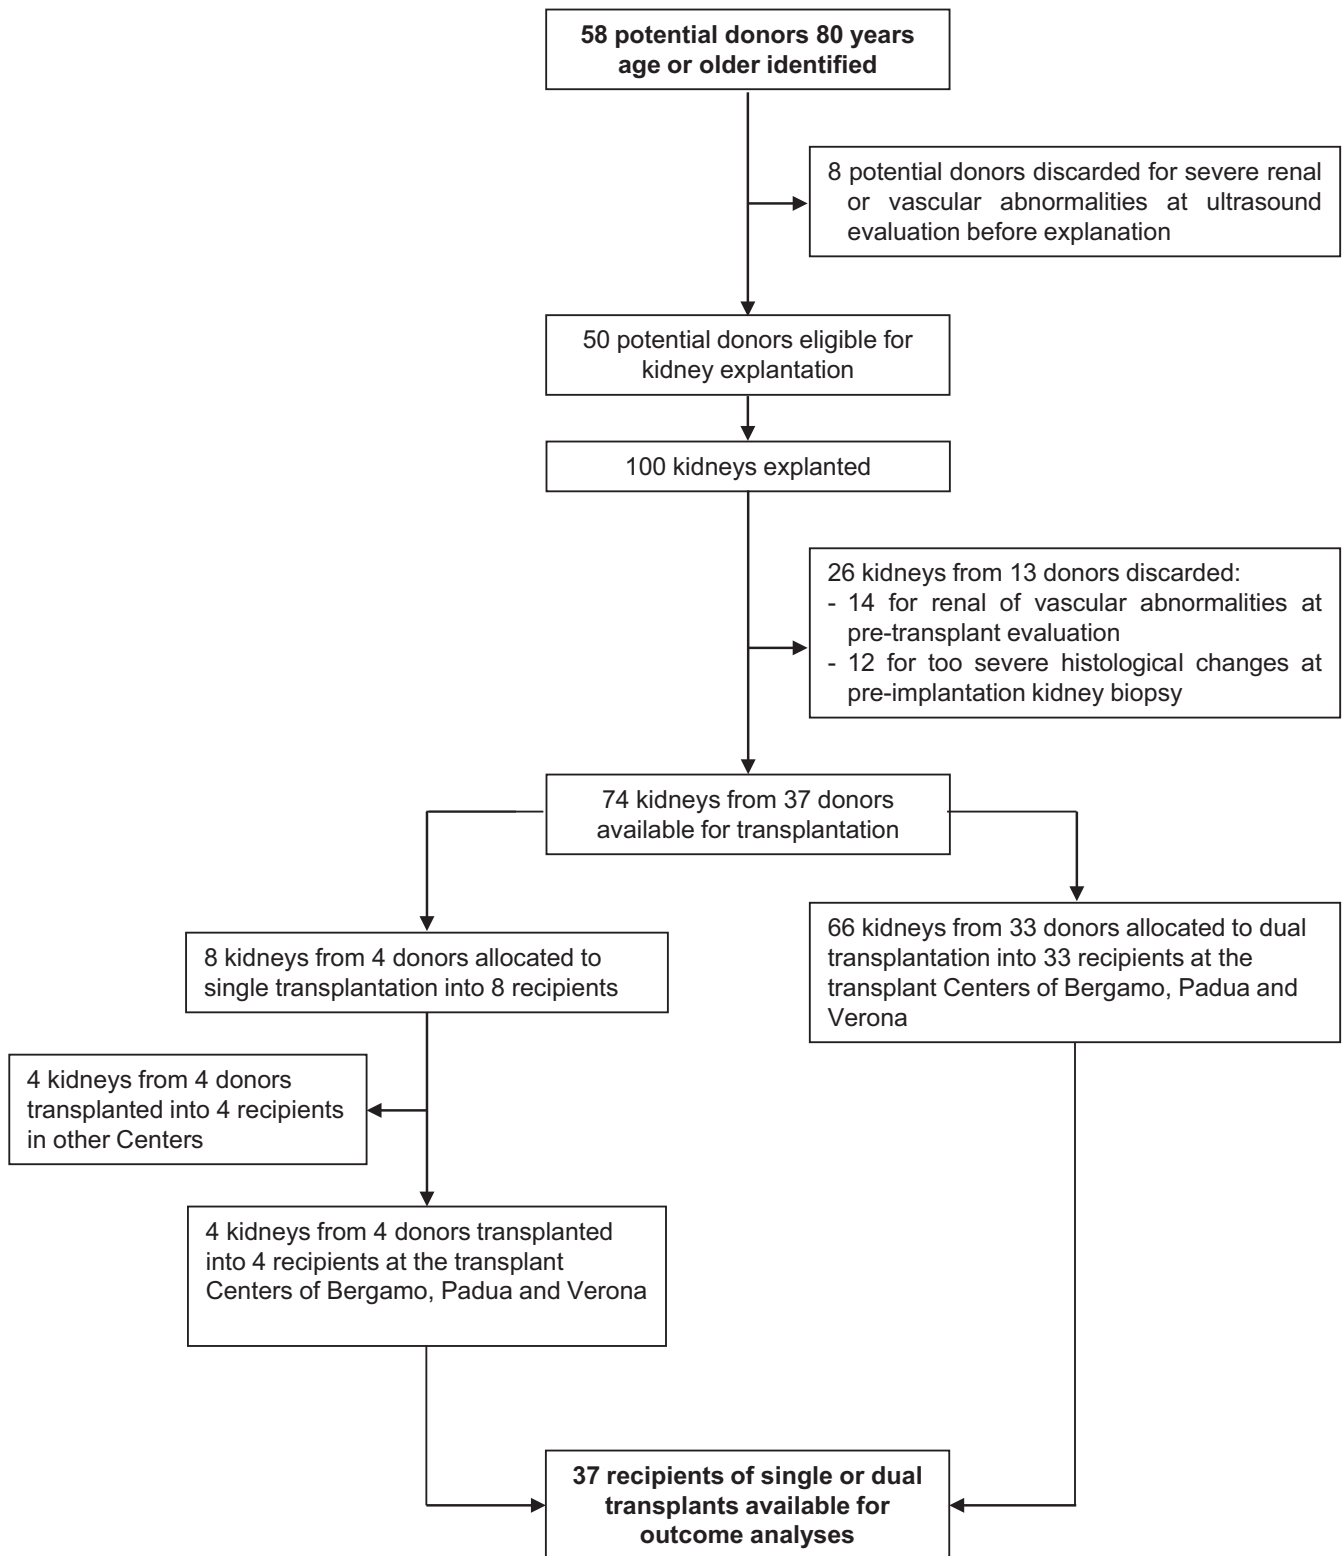 58 potential donors 80 years
age or older identified
8 potential donors discarded for severe renal
or vascular abnormalities at ultrasound
evaluation before explanation
50 potential donors eligible for
kidney explantation
100 kidneys explanted
26 kidneys from 13 donors discarded:
- 14 for renal of vascular abnormalities at
pre-transplant evaluation
- 12 for too severe histological changes at
pre-implantation kidney biopsy
74 kidneys from 37 donors
available for transplantation
8 kidneys from 4 donors allocated to
single transplantation into 8 recipients
66 kidneys from 33 donors allocated to dual
transplantation into 33 recipients at the
transplant Centers of Bergamo, Padua and
Verona
4 kidneys from 4 donors
transplanted into 4 recipients
in other Centers
4 kidneys from 4 donors transplanted
into 4 recipients at the transplant
Centers of Bergamo, Padua and Verona
37 recipients of single or dual
transplants available for
outcome analyses